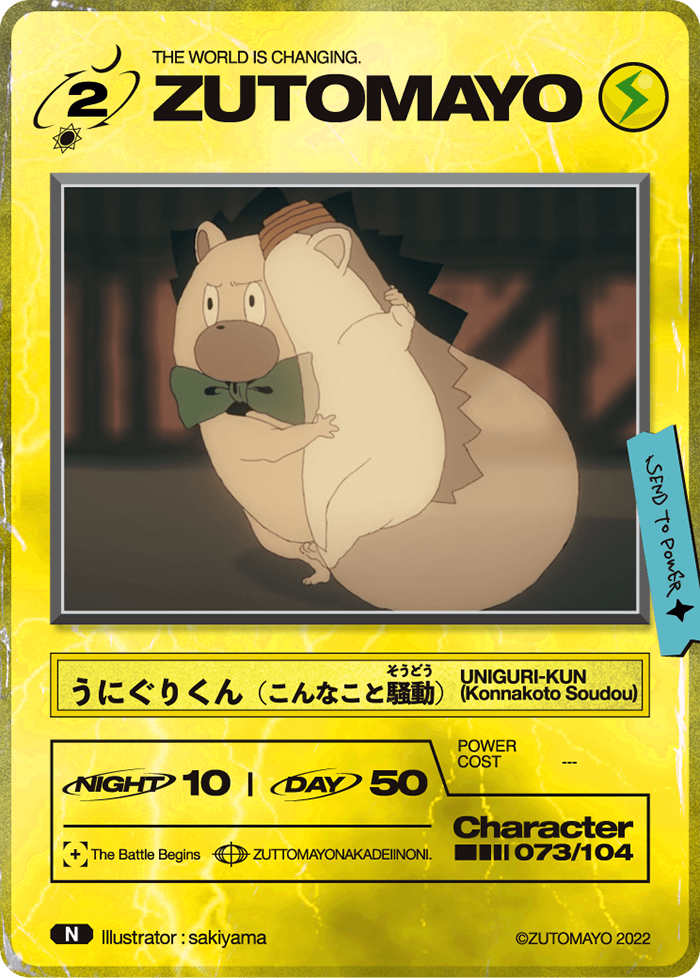 THE WORLD IS CHANGING.
2
ZUTOMAYO
SEND TO POWER
うにぐりくん（こんなこと騒動）
そうどう
UNIGURI-KUN
(Konnakoto Soudou)
NIGHT 10 | DAY 50
POWER
COST ---
The Battle Begins ZUTTOMAYONAKADEIINONI.
Character
073/104
N Illustrator : sakiyama
©ZUTOMAYO 2022